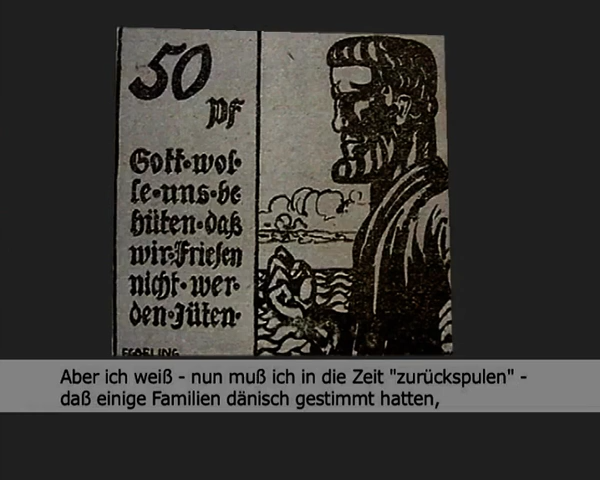 50
pf
Gott·wol·
le·uns·be
hüten·daß
wir·Friesen
nicht·wer·
den·Jüten·
Aber ich weiß - nun muß ich in die Zeit "zurückspulen" -
daß einige Familien dänisch gestimmt hatten,